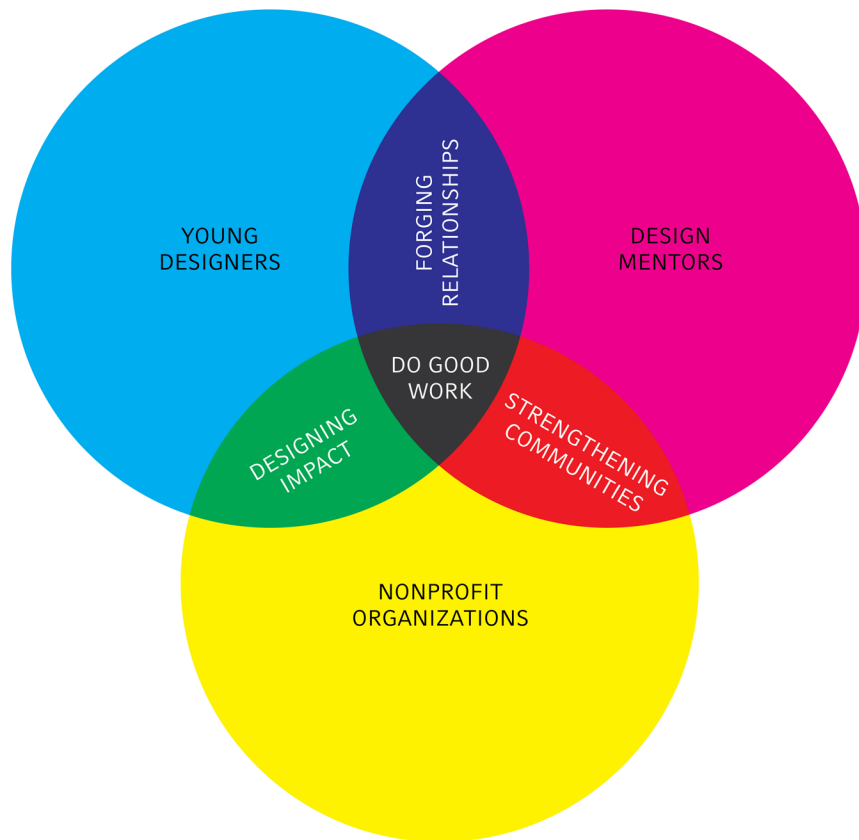 YOUNG
DESIGNERS
FORGING
RELATIONSHIPS
DESIGN
MENTORS
DO GOOD
WORK
DESIGNING
IMPACT
STRENGTHENING
COMMUNITIES
NONPROFIT
ORGANIZATIONS